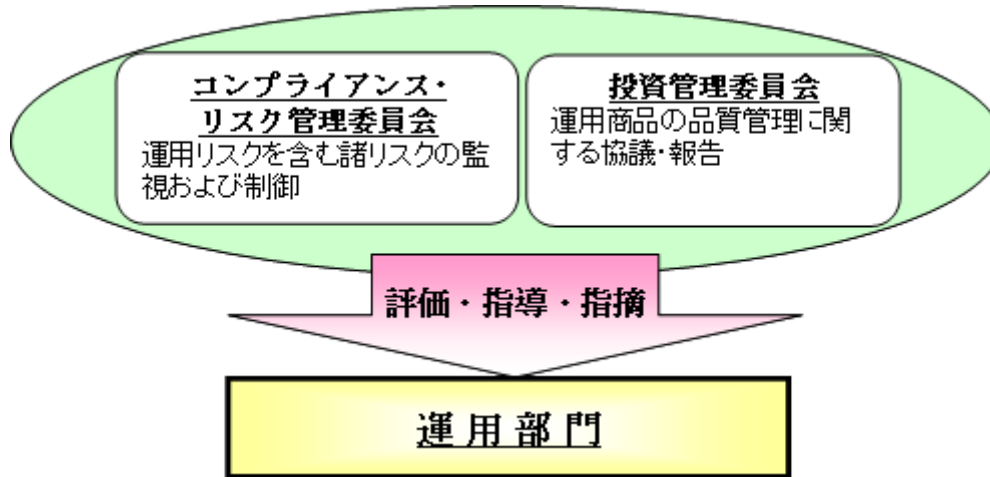 コンプライアンス・
リスク管理委員会
運用リスクを含む諸リスクの監
視および制御
投資管理委員会
運用商品の品質管理に関
する協議・報告
評価・指導・指摘
運用部門